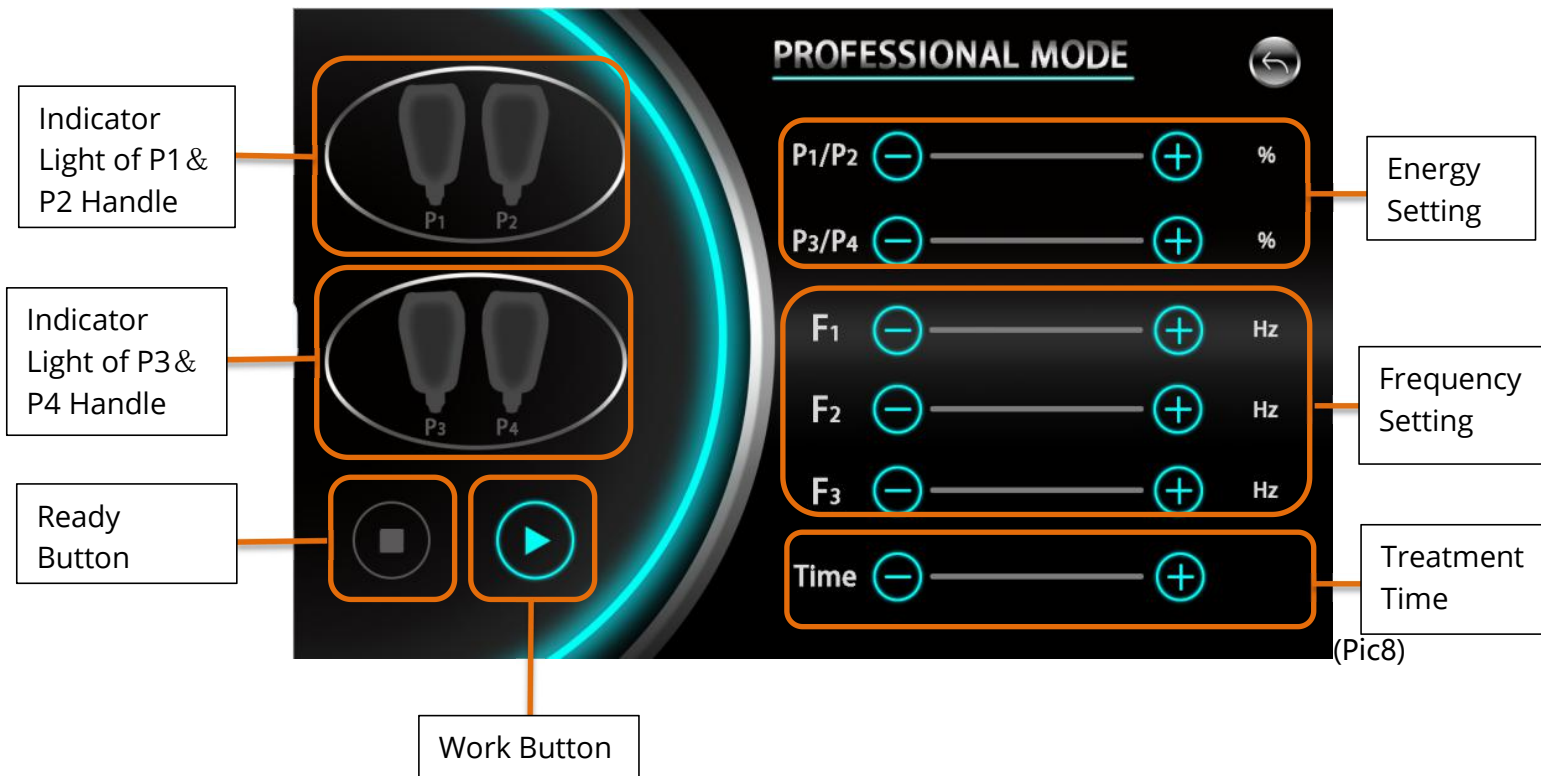 PROFESSIONAL MODE
Indicator
Light of P1&
P2 Handle
P1 P2
P1/P2 %
P3/P4 %
Energy
Setting
Indicator
Light of P3&
P4 Handle
P3 P4
F1 Hz
F2 Hz
F3 Hz
Frequency
Setting
Ready
Button
Time
Treatment
Time
(Pic8)
Work Button